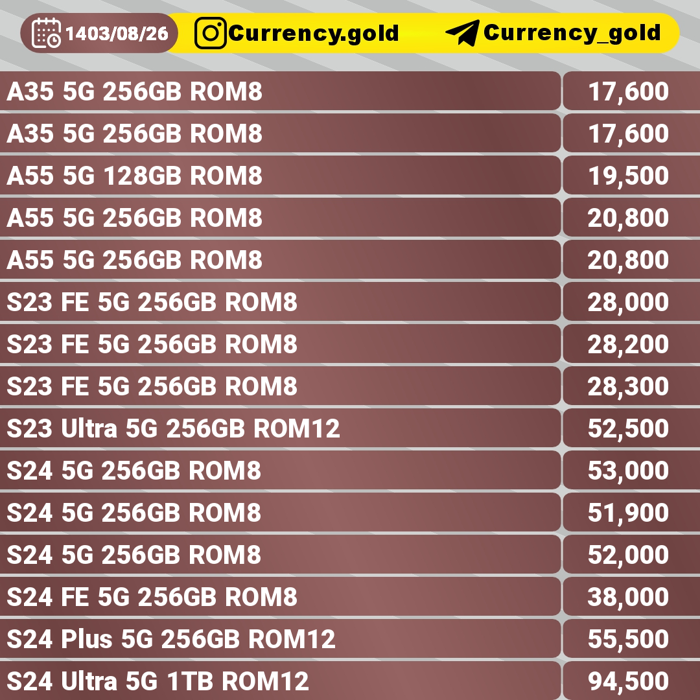 1403/08/26 Currency.gold Currency_gold
A35 5G 256GB ROM8 17,600
A35 5G 256GB ROM8 17,600
A55 5G 128GB ROM8 19,500
A55 5G 256GB ROM8 20,800
A55 5G 256GB ROM8 20,800
S23 FE 5G 256GB ROM8 28,000
S23 FE 5G 256GB ROM8 28,200
S23 FE 5G 256GB ROM8 28,300
S23 Ultra 5G 256GB ROM12 52,500
S24 5G 256GB ROM8 53,000
S24 5G 256GB ROM8 51,900
S24 5G 256GB ROM8 52,000
S24 FE 5G 256GB ROM8 38,000
S24 Plus 5G 256GB ROM12 55,500
S24 Ultra 5G 1TB ROM12 94,500